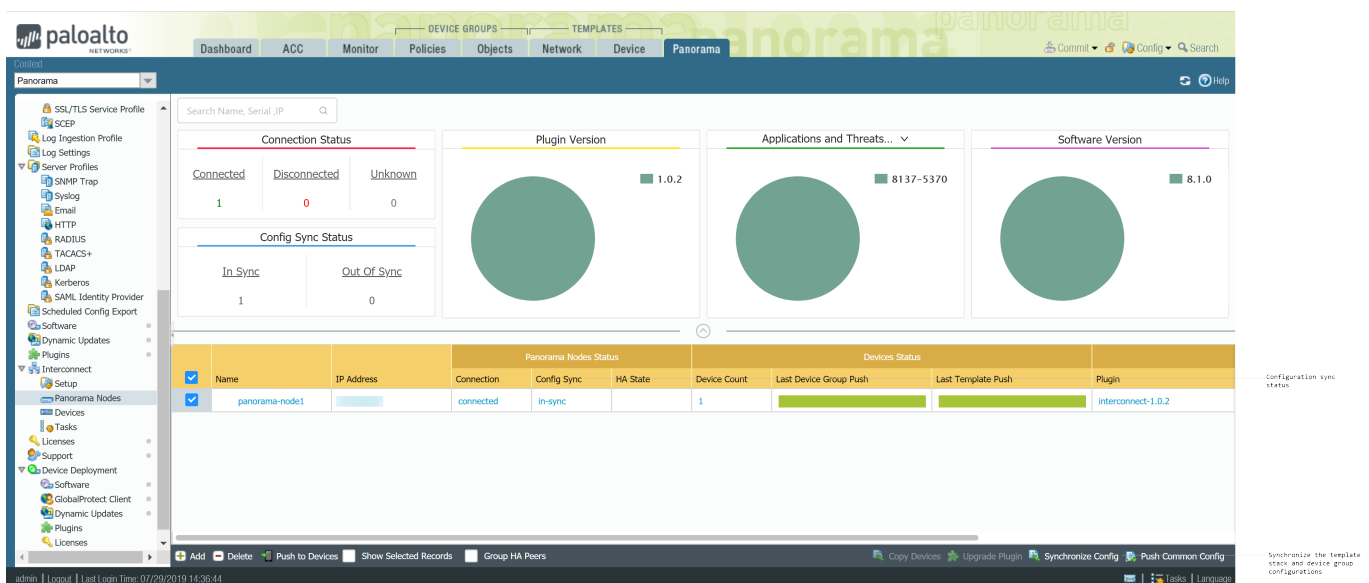 paloalto
NETWORKS®
DEVICE GROUPS
TEMPLATES
Dashboard ACC Monitor Policies Objects Network Device Panorama
panorama
panorama
Commit Config Search
Context
Panorama
Help
SSL/TLS Service Profile
SCEP
Log Ingestion Profile
Log Settings
Server Profiles
SNMP Trap
Syslog
Email
HTTP
RADIUS
TACACS+
LDAP
Kerberos
SAML Identity Provider
Scheduled Config Export
Software
Dynamic Updates
Plugins
Interconnect
Setup
Panorama Nodes
Devices
Tasks
Licenses
Support
Device Deployment
Software
GlobalProtect Client
Dynamic Updates
Plugins
Licenses
Search Name, Serial ,IP
Connection Status
Connected Disconnected Unknown
1 0 0
Config Sync Status
In Sync Out Of Sync
1 0
Plugin Version
1.0.2
Applications and Threats...
8137-5370
Software Version
8.1.0
Panorama Nodes Status Devices Status
Name IP Address Connection Config Sync HA State Device Count Last Device Group Push Last Template Push Plugin
panorama-node1 connected in-sync 1 interconnect-1.0.2
Configuration sync
status
Add Delete Push to Devices Show Selected Records Group HA Peers Copy Devices Upgrade Plugin Synchronize Config Push Common Config
Synchronize the template
stack and device group
configurations
admin | Logout | Last Login Time: 07/29/2019 14:36:44
Tasks | Language